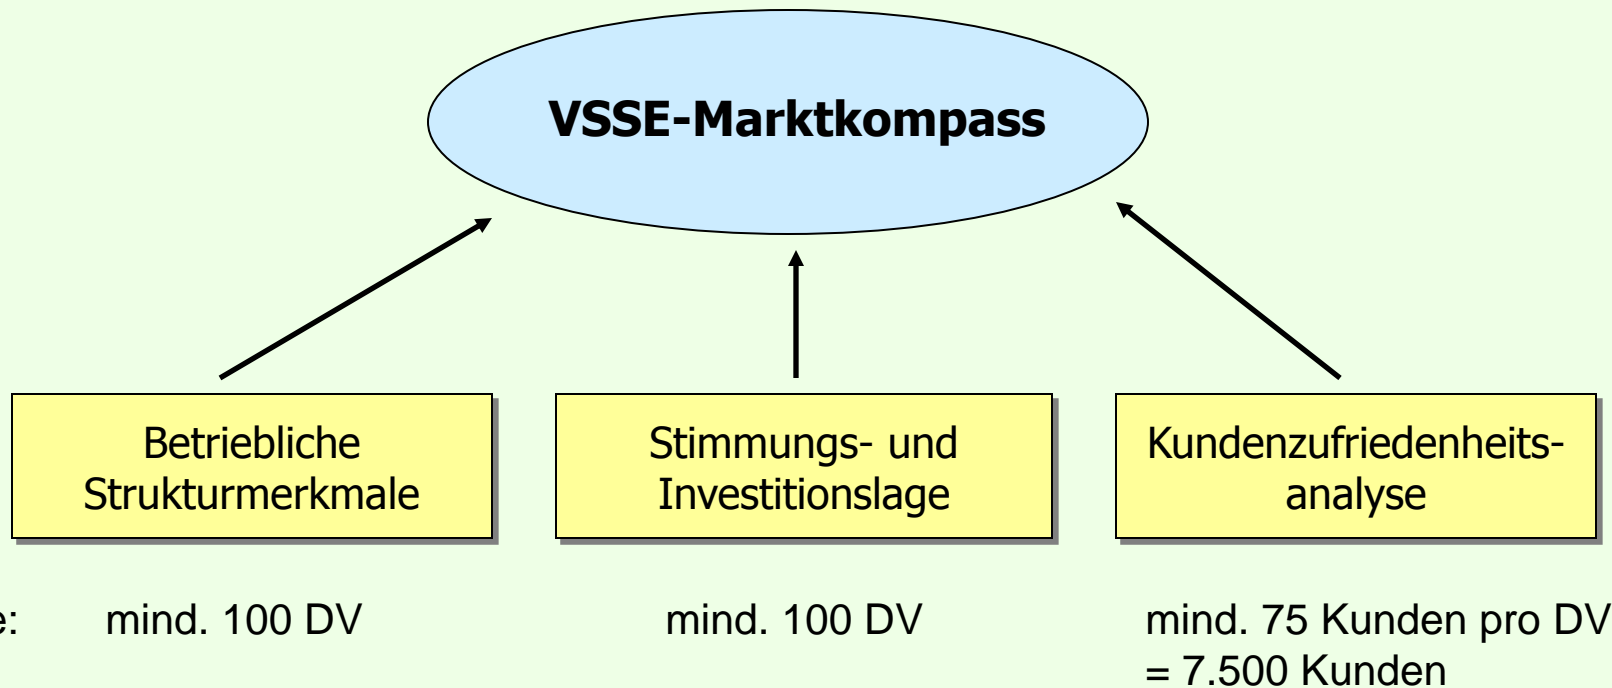 VSSE-Marktkompass
Betriebliche
Strukturmerkmale
Stimmungs- und
Investitionslage
Kundenzufriedenheits-
analyse
e: mind. 100 DV mind. 100 DV mind. 75 Kunden pro DV
= 7.500 Kunden